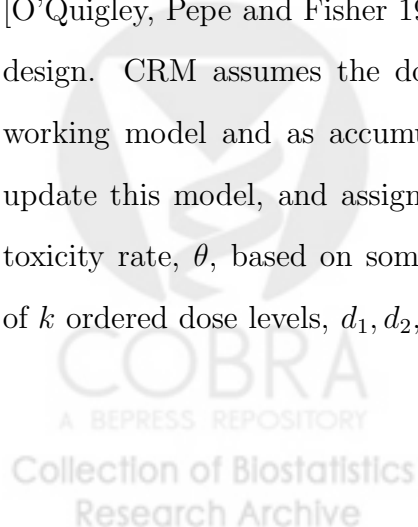 [O'Quigley, Pepe and Fisher 19
design. CRM assumes the do
working model and as accumu
update this model, and assign
toxicity rate, θ, based on som
of k ordered dose levels, d₁, d₂,
COBRA
A BEPRESS REPOSITORY
Collection of Biostatistics
Research Archive